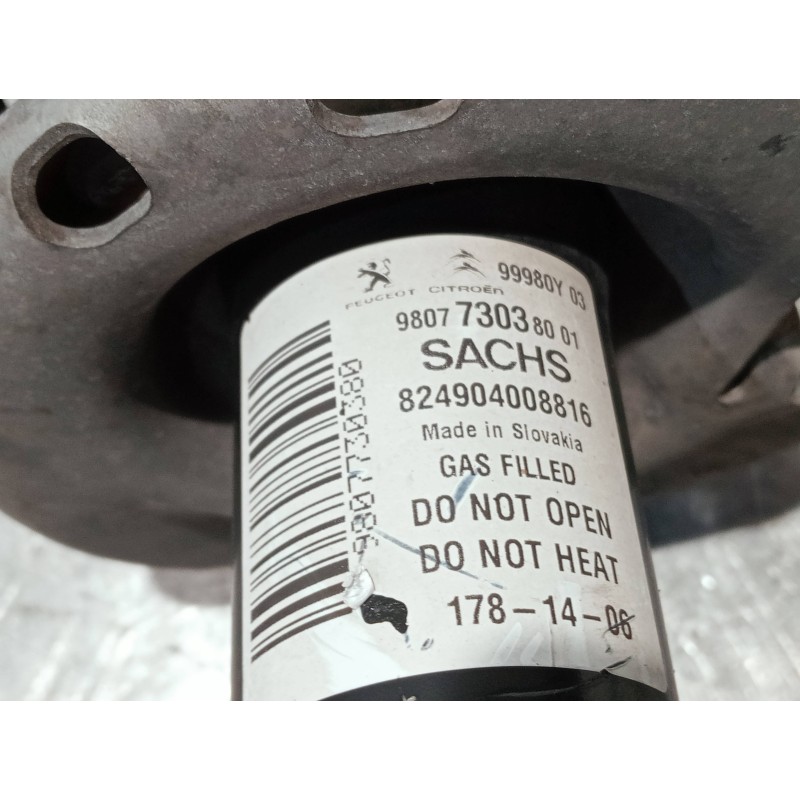 PEUGEOT CITROËN 99980Y 03
9807 7303 80 01
SACHS
824904008816
Made in Slovakia
GAS FILLED
DO NOT OPEN
DO NOT HEAT
178-14-06
9807730380